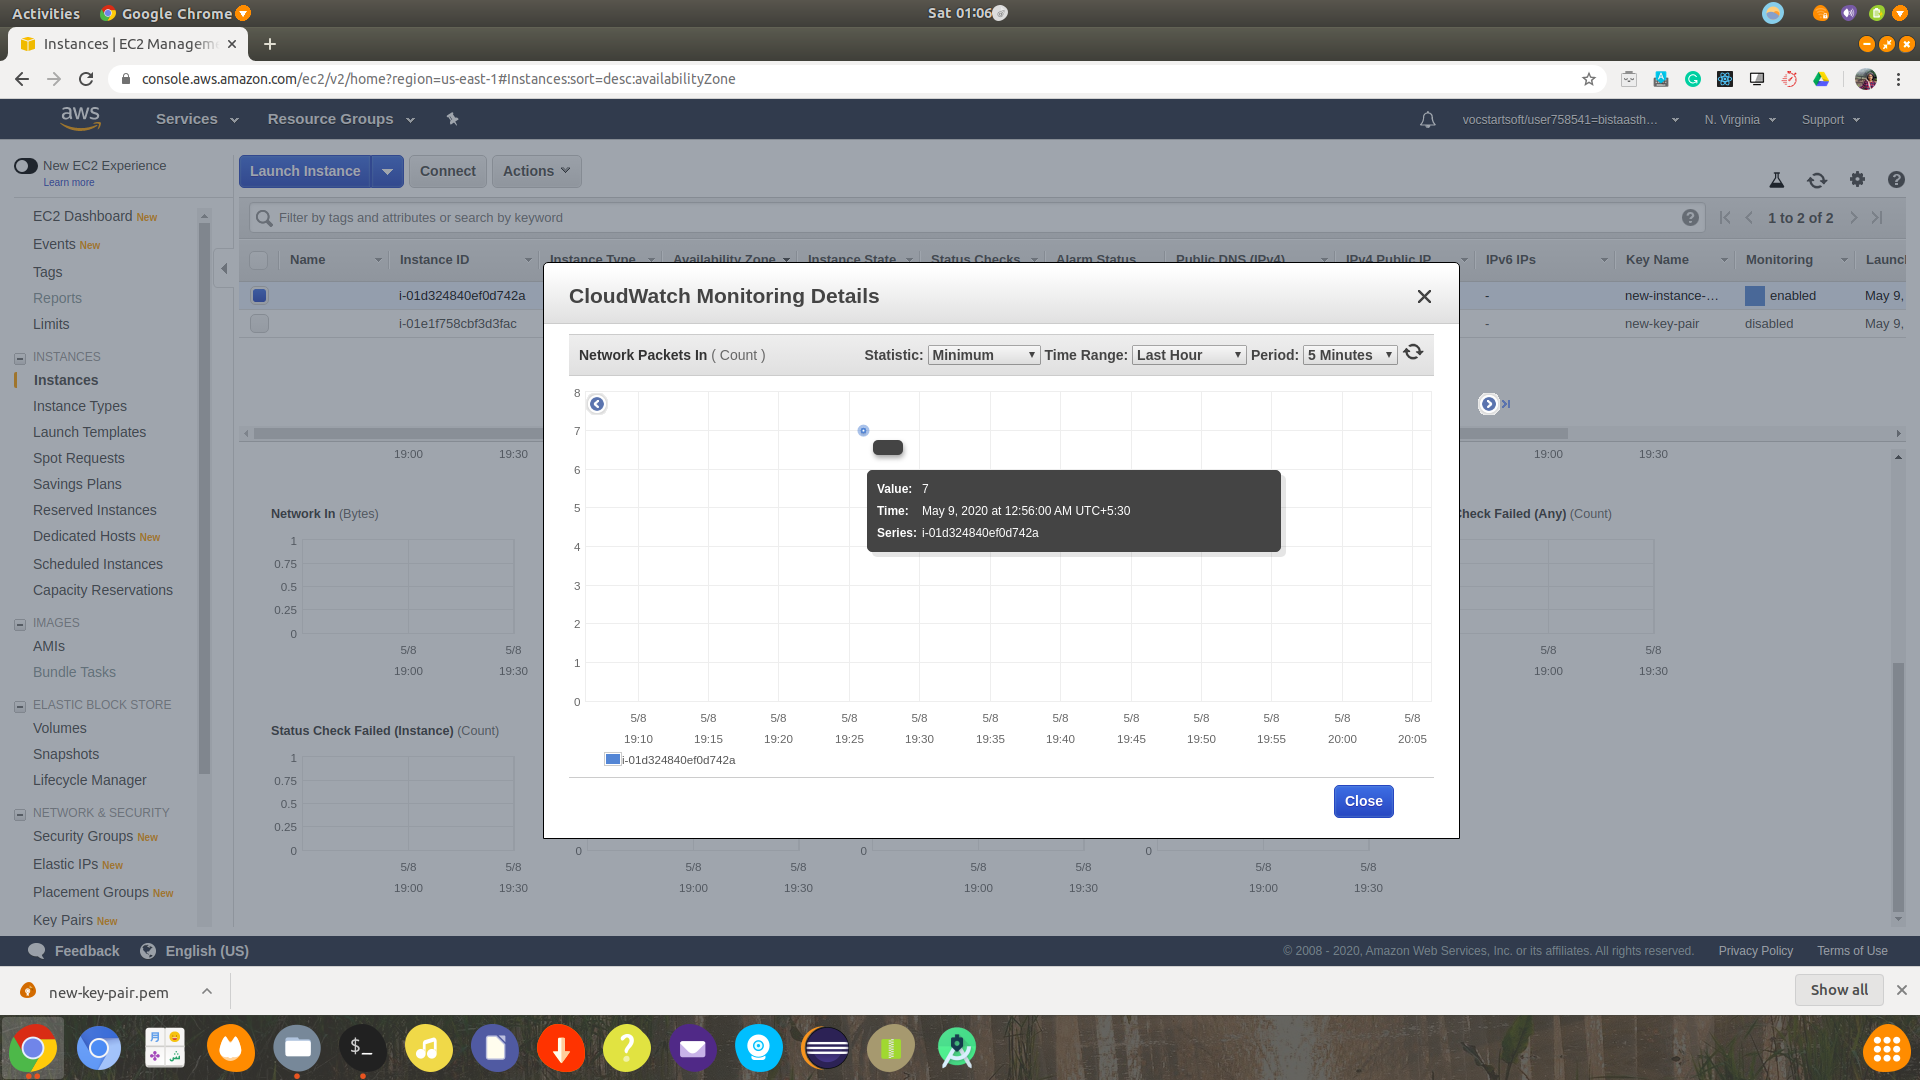 Activities
Google Chrome
Sat 01:06
Instances | EC2 Managem
console.aws.amazon.com/ec2/v2/home?region=us-east-1#Instances:sort=desc:availabilityZone
aws
Services
Resource Groups
vocstartsoft/user758541=bistaasth...
N. Virginia
Support
New EC2 Experience
Learn more
Launch Instance
Connect
Actions
EC2 Dashboard New
Events New
Tags
Reports
Limits
INSTANCES
Instances
Instance Types
Launch Templates
Spot Requests
Savings Plans
Reserved Instances
Dedicated Hosts New
Scheduled Instances
Capacity Reservations
IMAGES
AMIs
Bundle Tasks
ELASTIC BLOCK STORE
Volumes
Snapshots
Lifecycle Manager
NETWORK & SECURITY
Security Groups New
Elastic IPs New
Placement Groups New
Key Pairs New
Filter by tags and attributes or search by keyword
1 to 2 of 2
Name Instance ID Instance Type Availability Zone Instance State Status Checks Alarm Status Public DNS (IPv4) IPv4 Public IP IPv6 IPs Key Name Monitoring Launc
i-01d324840ef0d742a - new-instance-... enabled May 9,
i-01e1f758cbf3d3fac - new-key-pair disabled May 9,
19:00 19:30 19:00 19:30
Network In (Bytes)
1
0.75
0.5
0.25
0
5/8 5/8
19:00 19:30
Check Failed (Any) (Count)
5/8 5/8
19:00 19:30
Status Check Failed (Instance) (Count)
1
0.75
0.5
0.25
0 0 0 0
5/8 5/8 5/8 5/8 5/8 5/8 5/8 5/8
19:00 19:30 19:00 19:30 19:00 19:30 19:00 19:30
CloudWatch Monitoring Details
Network Packets In ( Count )
Statistic: Minimum Time Range: Last Hour Period: 5 Minutes
8
7
6
5
4
3
2
1
0
Value: 7
Time: May 9, 2020 at 12:56:00 AM UTC+5:30
Series: i-01d324840ef0d742a
5/8 5/8 5/8 5/8 5/8 5/8 5/8 5/8 5/8 5/8 5/8 5/8
19:10 19:15 19:20 19:25 19:30 19:35 19:40 19:45 19:50 19:55 20:00 20:05
i-01d324840ef0d742a
Close
Feedback
English (US)
© 2008 - 2020, Amazon Web Services, Inc. or its affiliates. All rights reserved.
Privacy Policy
Terms of Use
new-key-pair.pem
Show all